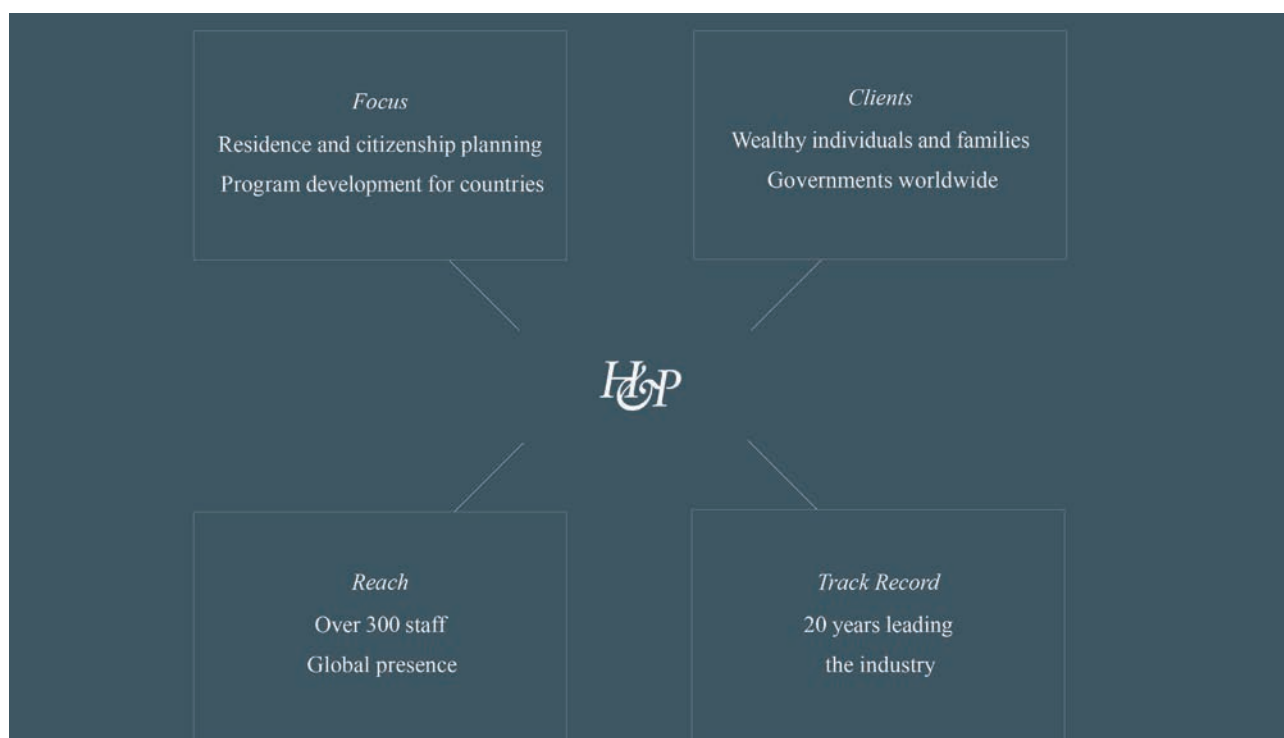 Focus
Residence and citizenship planning
Program development for countries
Clients
Wealthy individuals and families
Governments worldwide
H&P
Reach
Over 300 staff
Global presence
Track Record
20 years leading
the industry